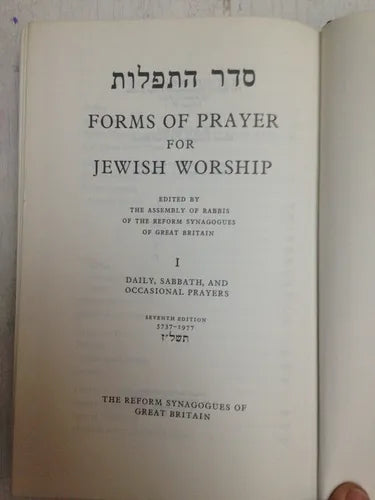 סדר התפלות
FORMS OF PRAYER
FOR
JEWISH WORSHIP
EDITED BY
THE ASSEMBLY OF RABBIS
OF THE REFORM SYNAGOGUES
OF GREAT BRITAIN
I
DAILY, SABBATH, AND
OCCASIONAL PRAYERS
SEVENTH EDITION
5737-1977
תשל״ז
THE REFORM SYNAGOGUES OF
GREAT BRITAIN